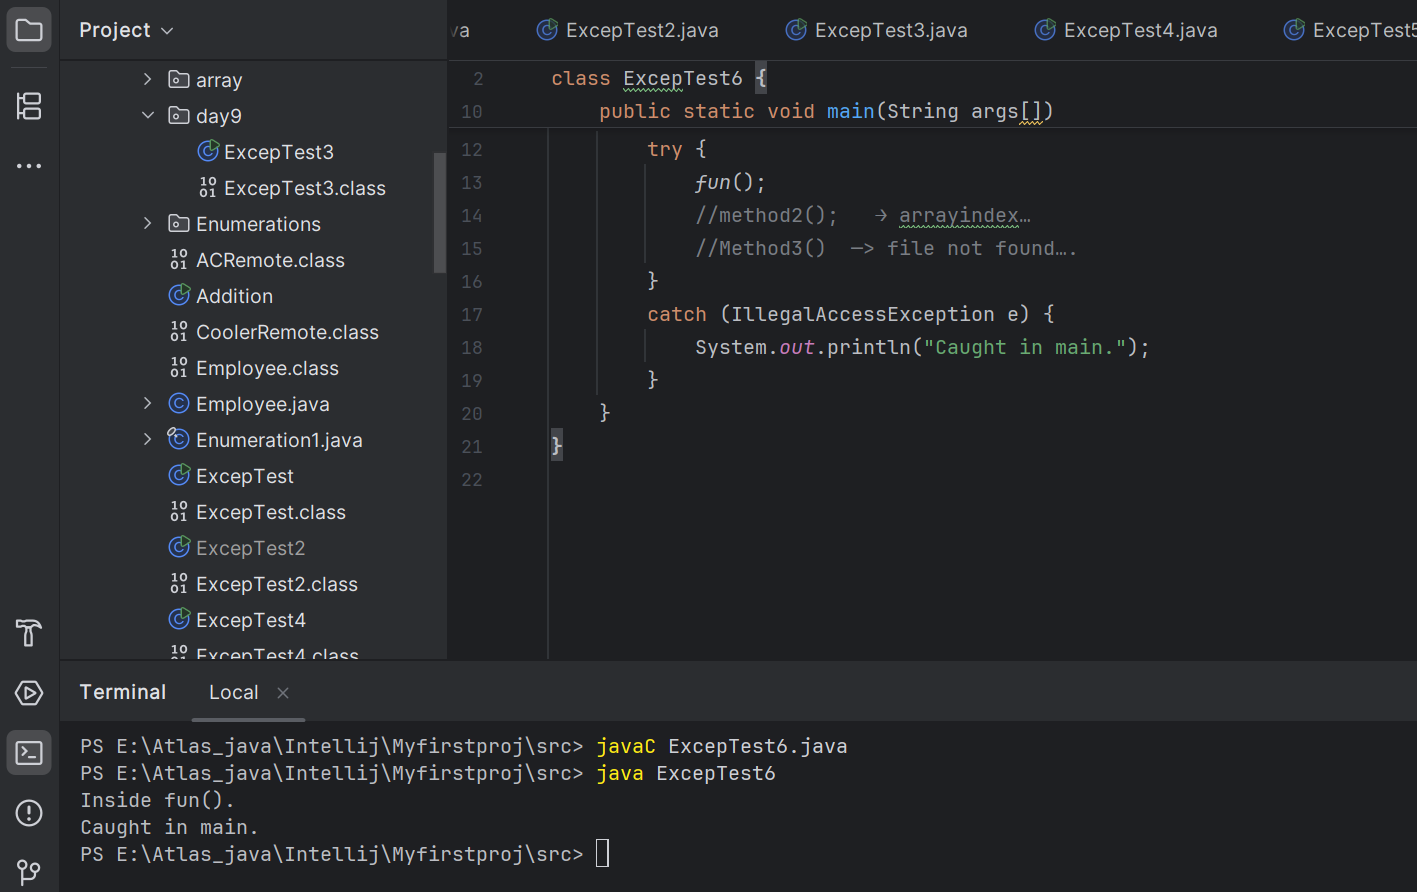 Project
va
ExcepTest2.java
ExcepTest3.java
ExcepTest4.java
ExcepTest5
array
day9
ExcepTest3
ExcepTest3.class
Enumerations
ACRemote.class
Addition
CoolerRemote.class
Employee.class
Employee.java
Enumeration1.java
ExcepTest
ExcepTest.class
ExcepTest2
ExcepTest2.class
ExcepTest4
ExcepTest4.class
2 class ExcepTest6 {
10 public static void main(String args[])
12 try {
13 fun();
14 //method2();   -> arrayindex…
15 //Method3()  —> file not found….
16 }
17 catch (IllegalAccessException e) {
18 System.out.println("Caught in main.");
19 }
20 }
21 }
22
Terminal Local
PS E:\Atlas_java\Intellij\Myfirstproj\src> javaC ExcepTest6.java
PS E:\Atlas_java\Intellij\Myfirstproj\src> java ExcepTest6
Inside fun().
Caught in main.
PS E:\Atlas_java\Intellij\Myfirstproj\src>